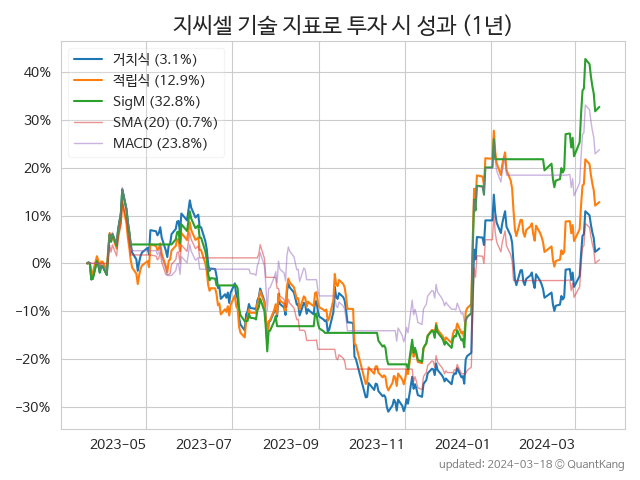 지씨셀 기술 지표로 투자 시 성과 (1년)
거치식 (3.1%)
적립식 (12.9%)
SigM (32.8%)
SMA(20) (0.7%)
MACD (23.8%)
40%
30%
20%
10%
0%
−10%
−20%
−30%
2023-05 2023-07 2023-09 2023-11 2024-01 2024-03
updated: 2024-03-18 © QuantKang